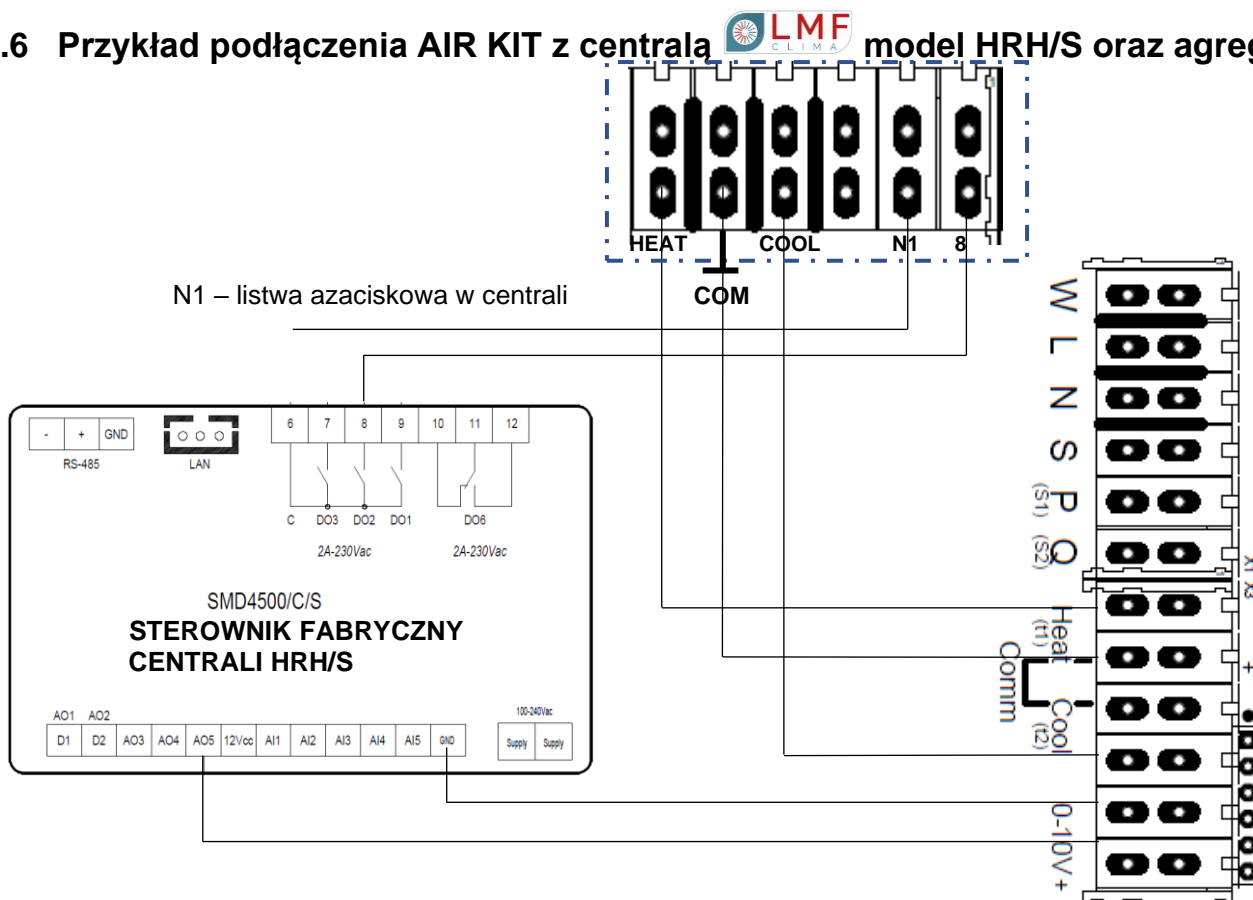 .6 Przykład podłączenia AIR KIT z centralą LMF CLIMA model HRH/S oraz agreg
HEAT COOL N1 8
COM
N1 – listwa azaciskowa w centrali
6 7 8 9 10 11 12
- + GND
RS-485
LAN
C DO3 DO2 DO1 DO6
2A-230Vac 2A-230Vac
SMD4500/C/S
STEROWNIK FABRYCZNY
CENTRALI HRH/S
AO1 AO2
D1 D2 AO3 AO4 AO5 12Vcc AI1 AI2 AI3 AI4 AI5 GND
100-240Vac
Supply Supply
W
L
N
S
P
(S1)
Q
(S2)
X1 X3
Heat
(t1)
Comm
+
Cool
(t2)
0-10V +